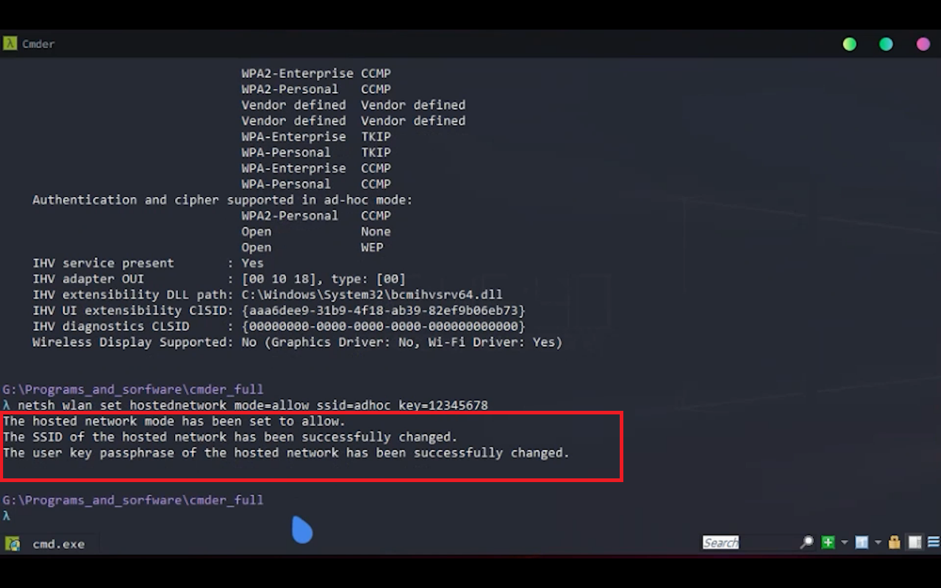 λ Cmder
WPA2-Enterprise CCMP
WPA2-Personal CCMP
Vendor defined Vendor defined
Vendor defined Vendor defined
WPA-Enterprise TKIP
WPA-Personal TKIP
WPA-Enterprise CCMP
WPA-Personal CCMP
Authentication and cipher supported in ad-hoc mode:
WPA2-Personal CCMP
Open None
Open WEP
IHV service present : Yes
IHV adapter OUI : [00 10 18], type: [00]
IHV extensibility DLL path: C:\Windows\System32\bcmihvsrv64.dll
IHV UI extensibility ClSID: {aaa6dee9-31b9-4f18-ab39-82ef9b06eb73}
IHV diagnostics CLSID : {00000000-0000-0000-0000-000000000000}
Wireless Display Supported: No (Graphics Driver: No, Wi-Fi Driver: Yes)
G:\Programs_and_sorfware\cmder_full
λ netsh wlan set hostednetwork mode=allow ssid=adhoc key=12345678
The hosted network mode has been set to allow.
The SSID of the hosted network has been successfully changed.
The user key passphrase of the hosted network has been successfully changed.
G:\Programs_and_sorfware\cmder_full
λ
cmd.exe Search